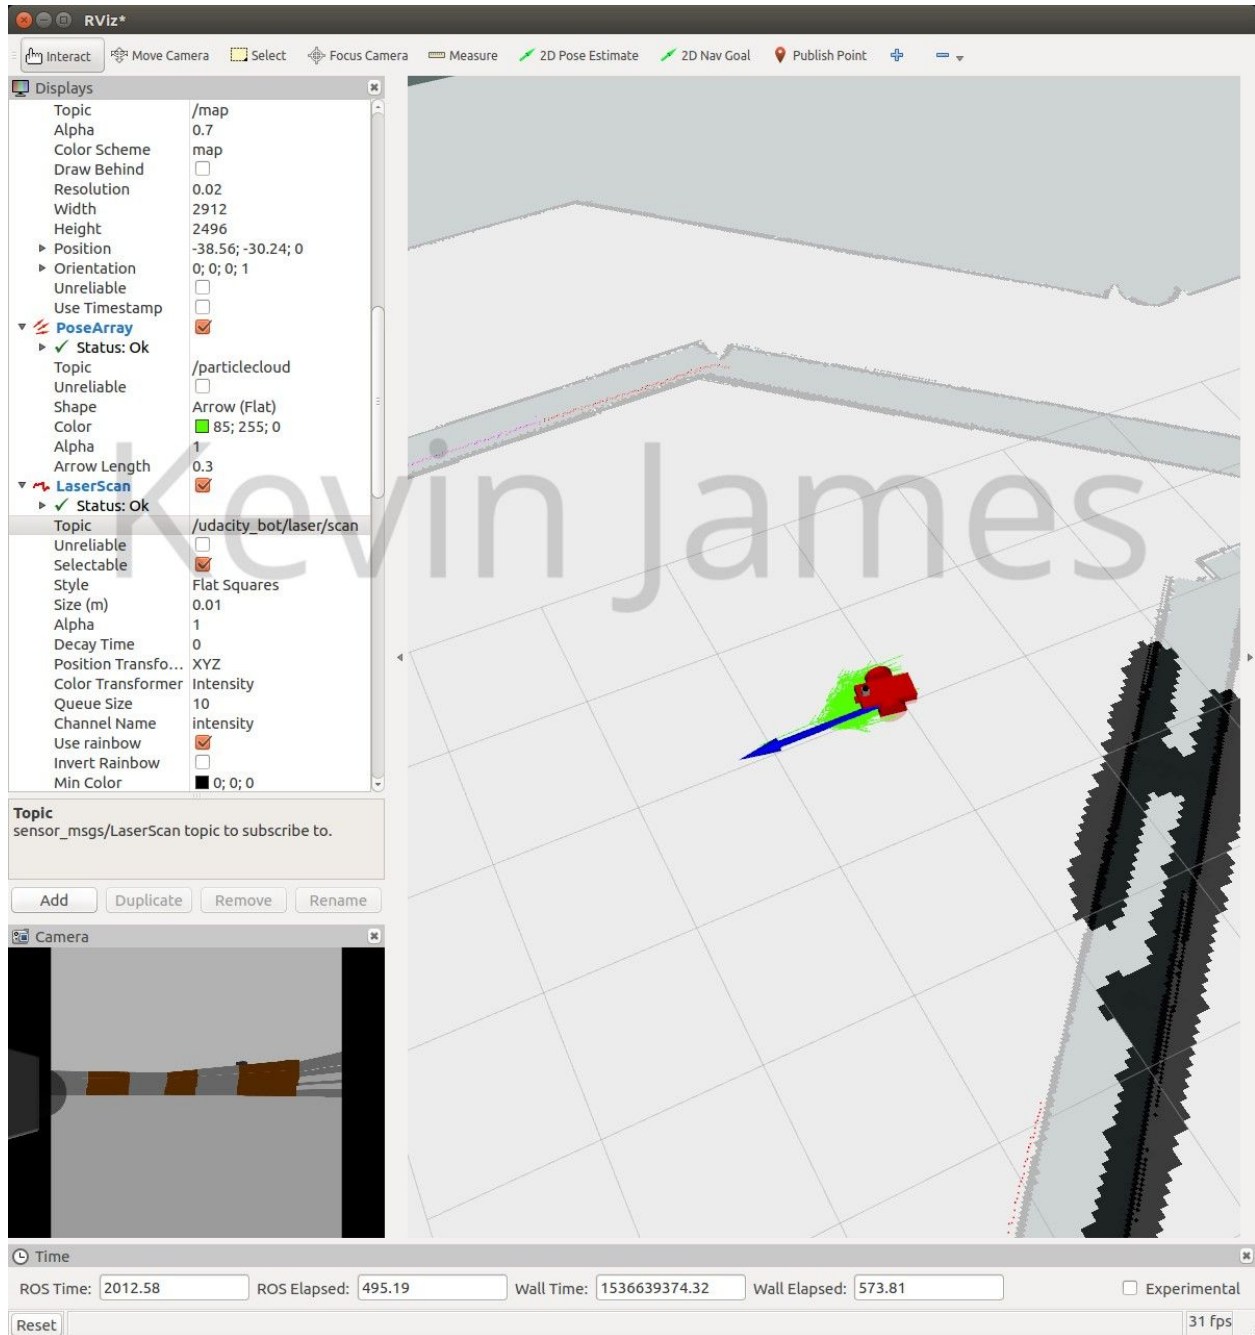 RViz*
Interact Move Camera Select Focus Camera Measure 2D Pose Estimate 2D Nav Goal Publish Point
Displays
Topic /map
Alpha 0.7
Color Scheme map
Draw Behind
Resolution 0.02
Width 2912
Height 2496
Position -38.56; -30.24; 0
Orientation 0; 0; 0; 1
Unreliable
Use Timestamp
PoseArray
Status: Ok
Topic /particlecloud
Unreliable
Shape Arrow (Flat)
Color 85; 255; 0
Alpha 1
Arrow Length 0.3
LaserScan
Status: Ok
Topic /udacity_bot/laser/scan
Unreliable
Selectable
Style Flat Squares
Size (m) 0.01
Alpha 1
Decay Time 0
Position Transfo... XYZ
Color Transformer Intensity
Queue Size 10
Channel Name intensity
Use rainbow
Invert Rainbow
Min Color 0; 0; 0
Kevin James
Topic
sensor_msgs/LaserScan topic to subscribe to.
Add Duplicate Remove Rename
Camera
Time
ROS Time: 2012.58 ROS Elapsed: 495.19 Wall Time: 1536639374.32 Wall Elapsed: 573.81 Experimental
Reset 31 fps